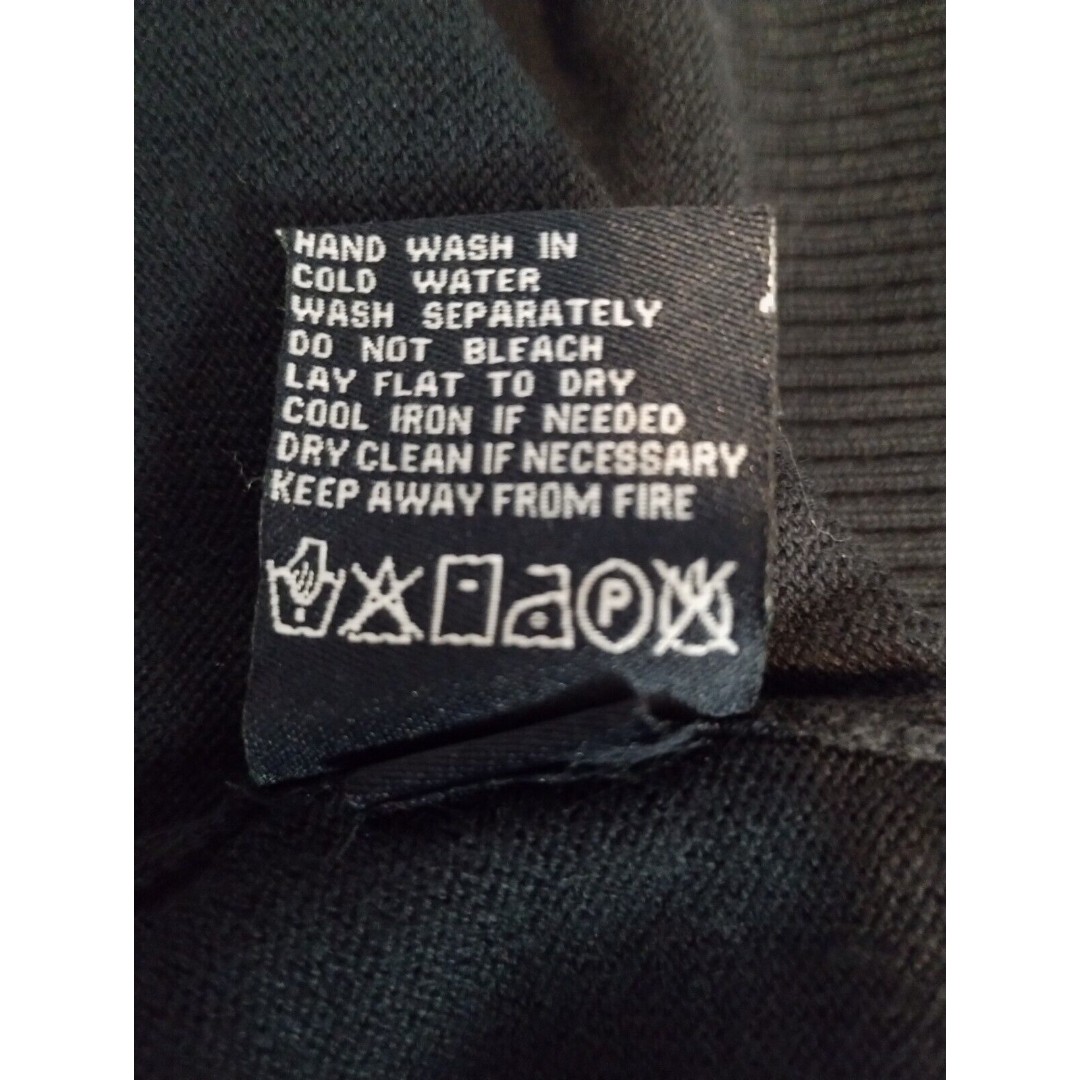 HAND WASH IN
COLD WATER
WASH SEPARATELY
DO NOT BLEACH
LAY FLAT TO DRY
COOL IRON IF NEEDED
DRY CLEAN IF NECESSARY
KEEP AWAY FROM FIRE
P